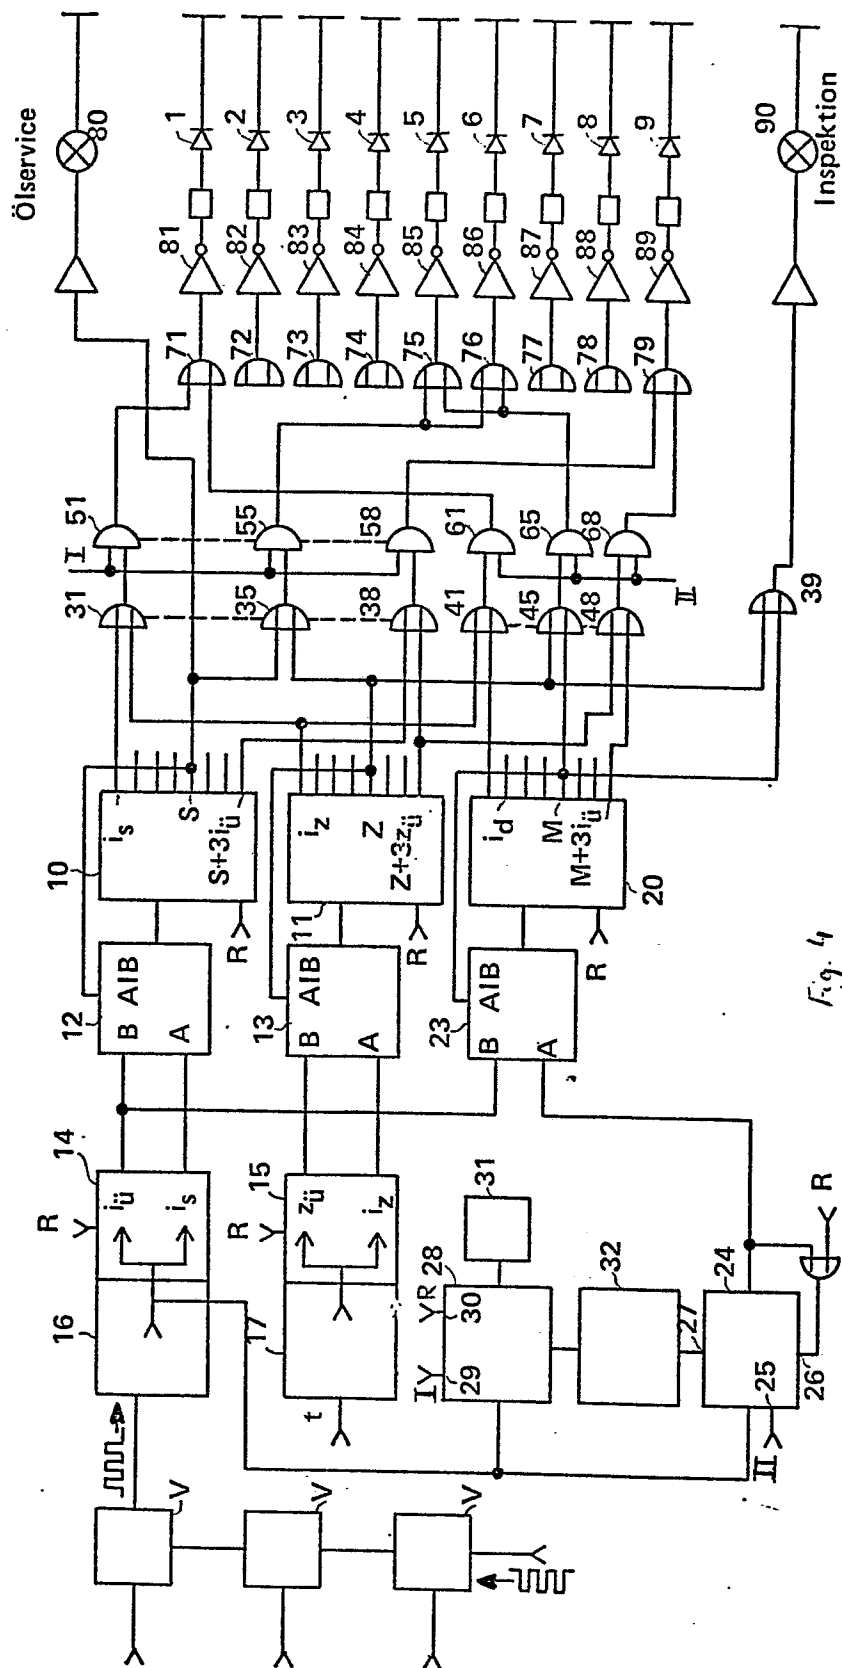 Ölservice
80
1
2
3
4
5
6
7
8
9
90
Inspektion
81
82
83
84
85
86
87
88
89
71
72
73
74
75
76
77
78
79
I
51
55
58
61
65
68
II
31
35
38
41
45
48
39
10
i_s
S
S+3i_ü
R
11
i_z
Z
Z+3z_ü
R
i_d
M
M+3i_ü
20
R
12
B
AIB
A
13
B
AIB
A
23
B
AIB
A
Fig. 4
14
R
i_ü
i_s
16
15
R
z_ü
i_z
17
t
31
28
R
30
I
29
32
27
24
25
26
R
II
V
V
V